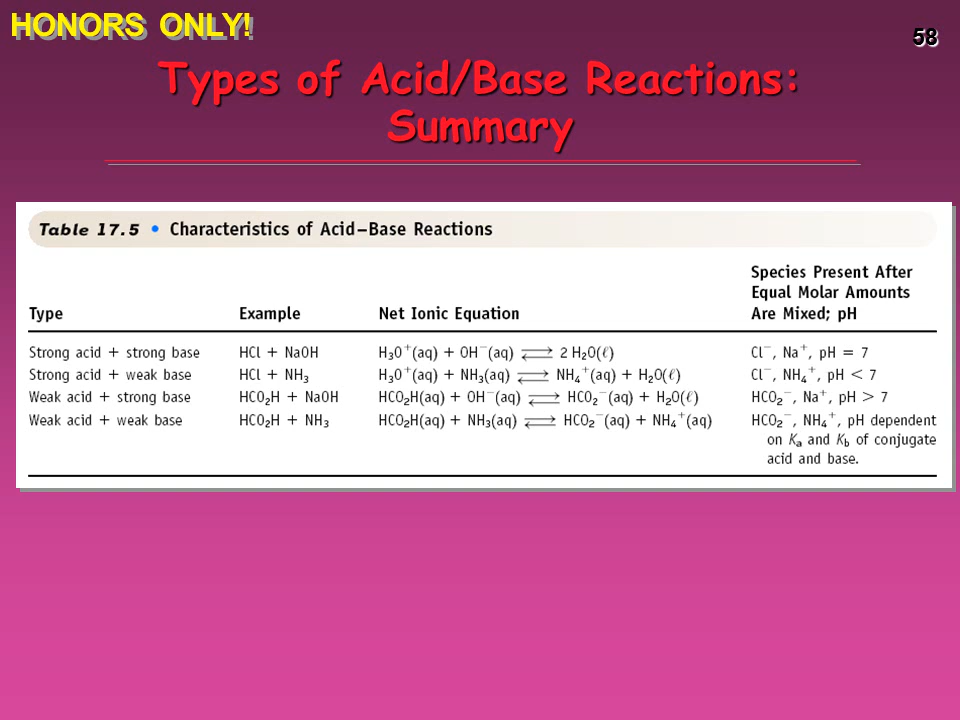 HONORS ONLY!
58
Types of Acid/Base Reactions:
Summary
Table 17.5 • Characteristics of Acid–Base Reactions
Species Present After
Equal Molar Amounts
Type Example Net Ionic Equation Are Mixed; pH
Strong acid + strong base HCl + NaOH H₃O⁺(aq) + OH⁻(aq) ⇌ 2 H₂O(ℓ) Cl⁻, Na⁺, pH = 7
Strong acid + weak base HCl + NH₃ H₃O⁺(aq) + NH₃(aq) ⇌ NH₄⁺(aq) + H₂O(ℓ) Cl⁻, NH₄⁺, pH < 7
Weak acid + strong base HCO₂H + NaOH HCO₂H(aq) + OH⁻(aq) ⇌ HCO₂⁻(aq) + H₂O(ℓ) HCO₂⁻, Na⁺, pH > 7
Weak acid + weak base HCO₂H + NH₃ HCO₂H(aq) + NH₃(aq) ⇌ HCO₂⁻(aq) + NH₄⁺(aq) HCO₂⁻, NH₄⁺, pH dependent
on Kₐ and K_b of conjugate
acid and base.